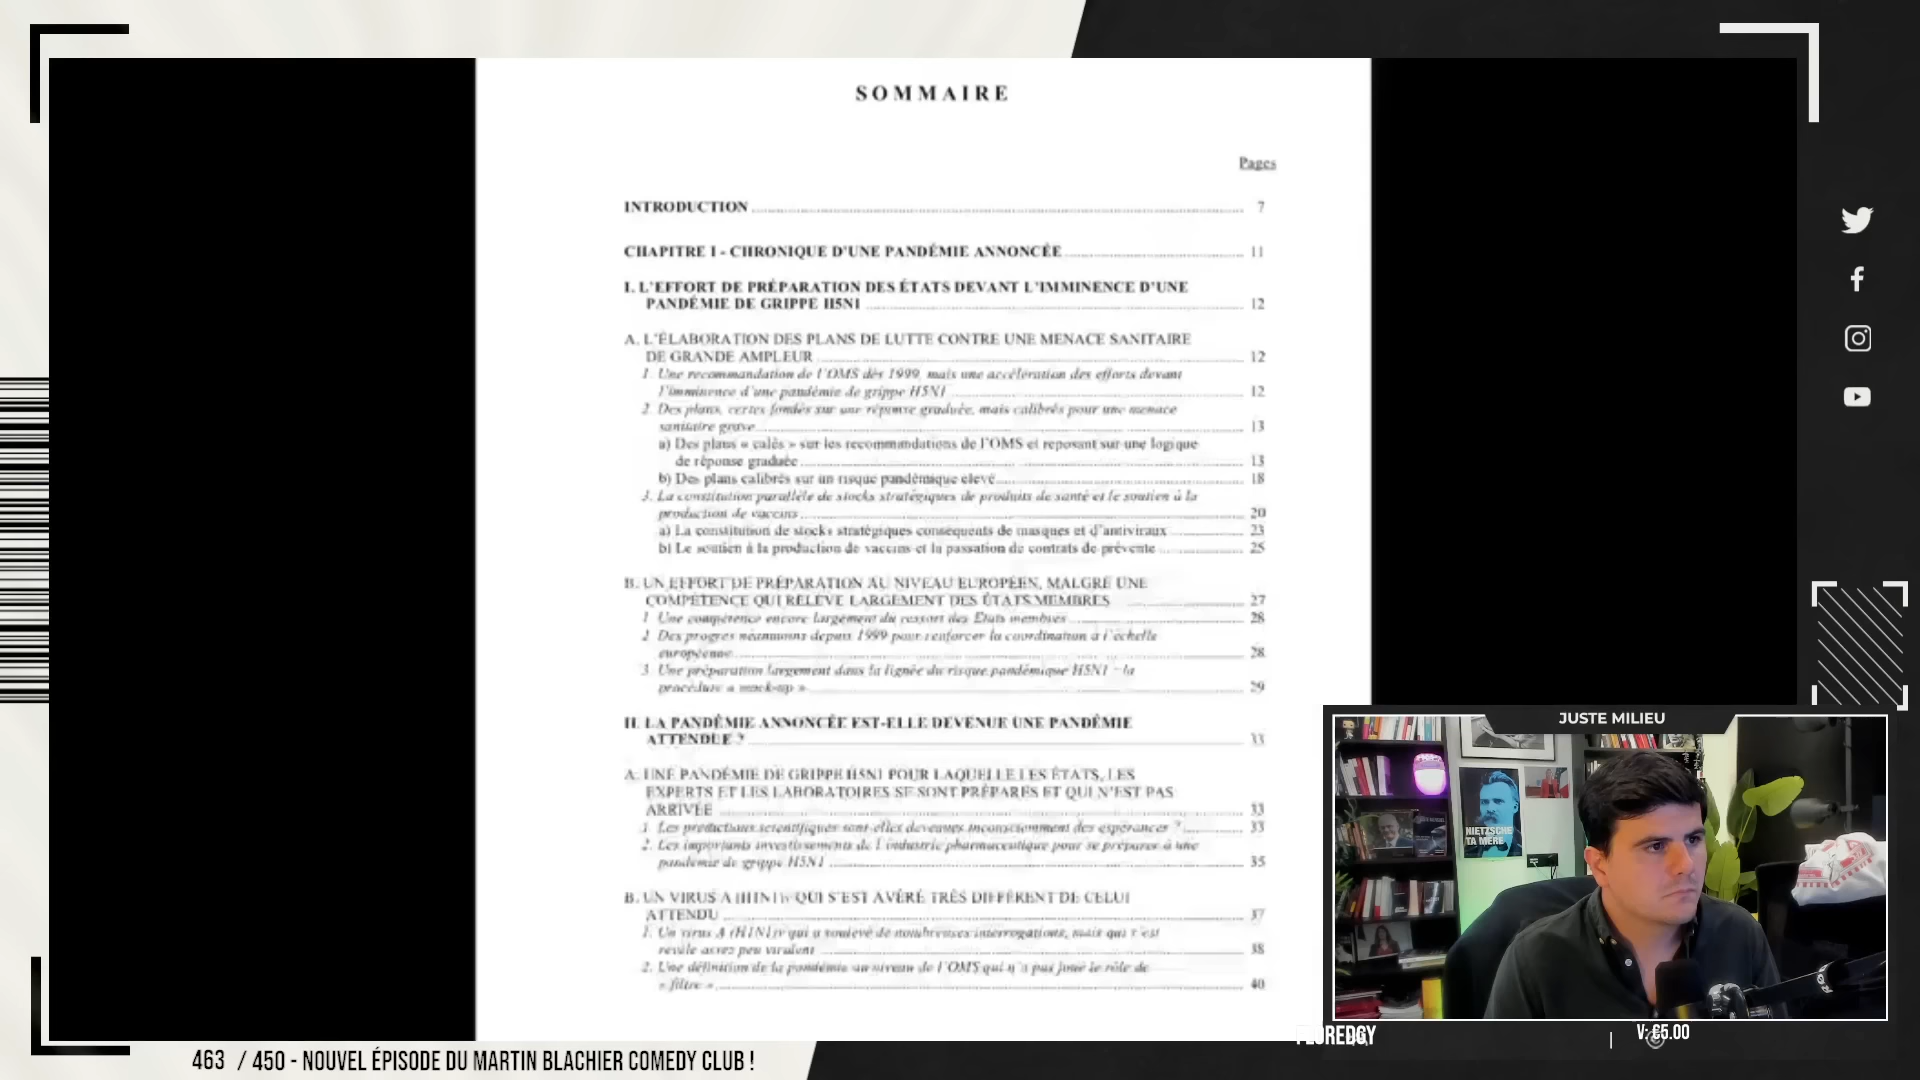 SOMMAIRE
Pages
INTRODUCTION 7
CHAPITRE I - CHRONIQUE D'UNE PANDÉMIE ANNONCÉE 11
I. L'EFFORT DE PRÉPARATION DES ÉTATS DEVANT L'IMMINENCE D'UNE
PANDÉMIE DE GRIPPE H5N1 12
A. L'ÉLABORATION DES PLANS DE LUTTE CONTRE UNE MENACE SANITAIRE
DE GRANDE AMPLEUR 12
1. Une recommandation de l'OMS dès 1999, mais une accélération des efforts devant
l'imminence d'une pandémie de grippe H5N1 12
2. Des plans, certes fondés sur une réponse graduée, mais calibrés pour une menace
sanitaire grave 13
a) Des plans « calés » sur les recommandations de l'OMS et reposant sur une logique
de réponse graduée 13
b) Des plans calibrés sur un risque pandémique élevé 18
3. La constitution parallèle de stocks stratégiques de produits de santé et le soutien à la
production de vaccins 20
a) La constitution de stocks stratégiques conséquents de masques et d'antiviraux 23
b) Le soutien à la production de vaccins et la passation de contrats de prévente 25
B. UN EFFORT DE PRÉPARATION AU NIVEAU EUROPÉEN, MALGRÉ UNE
COMPÉTENCE QUI RELÈVE LARGEMENT DES ÉTATS MEMBRES 27
1. Une compétence encore largement du ressort des Etats membres 28
2. Des progrès néanmoins depuis 1999 pour renforcer la coordination à l'échelle
européenne 28
3. Une préparation largement dans la lignée du risque pandémique H5N1 - la
procédure « mock-up » 29
II. LA PANDÉMIE ANNONCÉE EST-ELLE DEVENUE UNE PANDÉMIE
ATTENDUE ? 33
A. UNE PANDÉMIE DE GRIPPE H5N1 POUR LAQUELLE LES ÉTATS, LES
EXPERTS ET LES LABORATOIRES SE SONT PRÉPARÉS ET QUI N'EST PAS
ARRIVÉE 33
1. Les prédictions scientifiques sont-elles devenues inconsciemment des espérances ? 33
2. Les importants investissements de l'industrie pharmaceutique pour se préparer à une
pandémie de grippe H5N1 35
B. UN VIRUS A (H1N1)v QUI S'EST AVÉRÉ TRÈS DIFFÉRENT DE CELUI
ATTENDU 37
1. Un virus A (H1N1)v qui a soulevé de nombreuses interrogations, mais qui s'est
révélé assez peu virulent 38
2. Une définition de la pandémie au niveau de l'OMS qui n'a pas joué le rôle de
« filtre » 40
JUSTE MILIEU
NIETZSCHE
TA MÈRE
V: €5.00
463 / 450 - NOUVEL ÉPISODE DU MARTIN BLACHIER COMEDY CLUB !